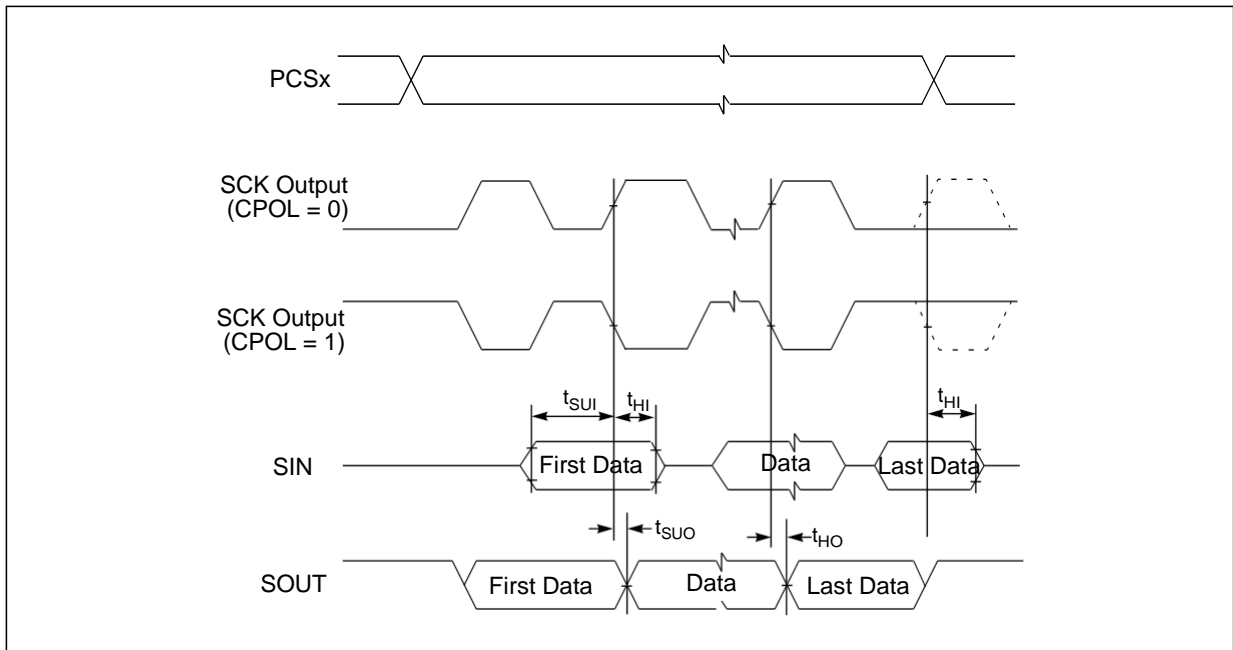 PCSx
SCK Output
(CPOL = 0)
SCK Output
(CPOL = 1)
tSUI
tHI
tHI
SIN
First Data
Data
Last Data
tSUO
tHO
SOUT
First Data
Data
Last Data